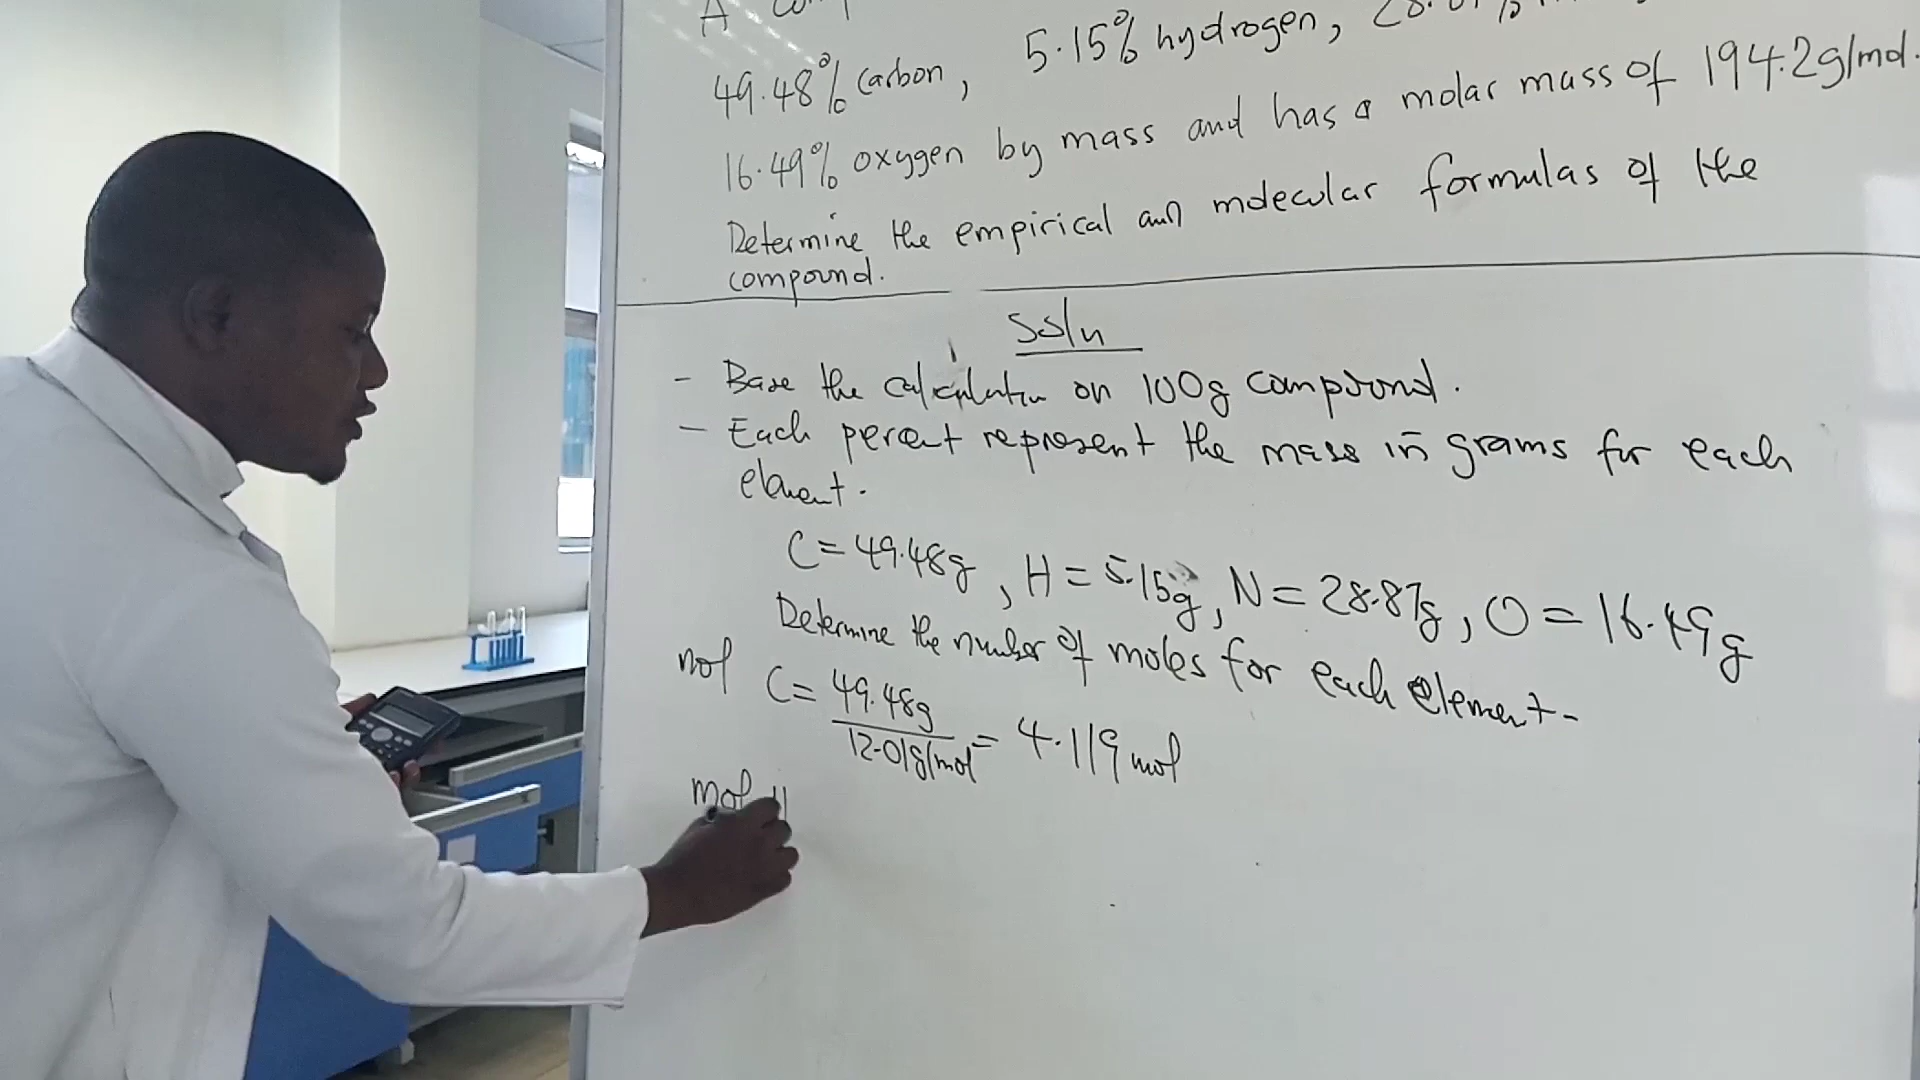 A
49.48% carbon, 5.15% hydrogen,
16.49% oxygen by mass and has a molar mass of 194.2g/mol.
Determine the empirical and molecular formulas of the
compound.
Soln
- Base the calculation on 100g compound.
- Each percent represent the mass in grams for each
element.
C = 49.48g, H = 5.15g, N = 28.87g, O = 16.49g
Determine the number of moles for each element-
mol C = 49.48g
12.01g/mol = 4.119 mol
mol H